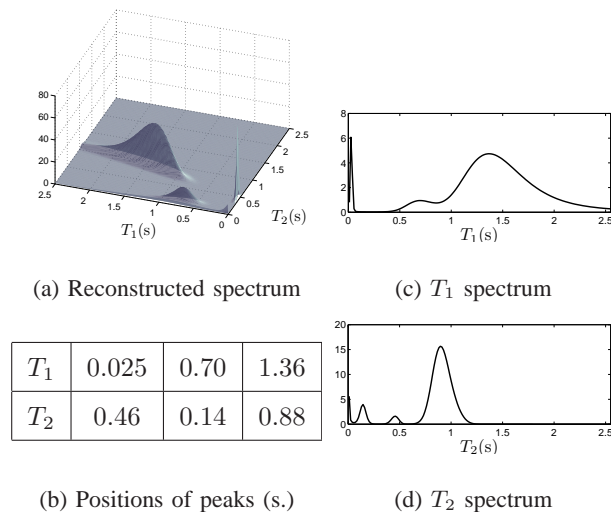 80
60
40
20
0
2.5
2
1.5
1
0.5
0
T₁(s)
2.5
2
1.5
1
0.5
0
T₂(s)
(a) Reconstructed spectrum
8
6
4
2
0
0 0.5 1 1.5 2 2.5
T₁(s)
(c) T₁ spectrum
T₁ 0.025 0.70 1.36
T₂ 0.46 0.14 0.88
(b) Positions of peaks (s.)
20
15
10
5
0
0 0.5 1 1.5 2 2.5
T₂(s)
(d) T₂ spectrum